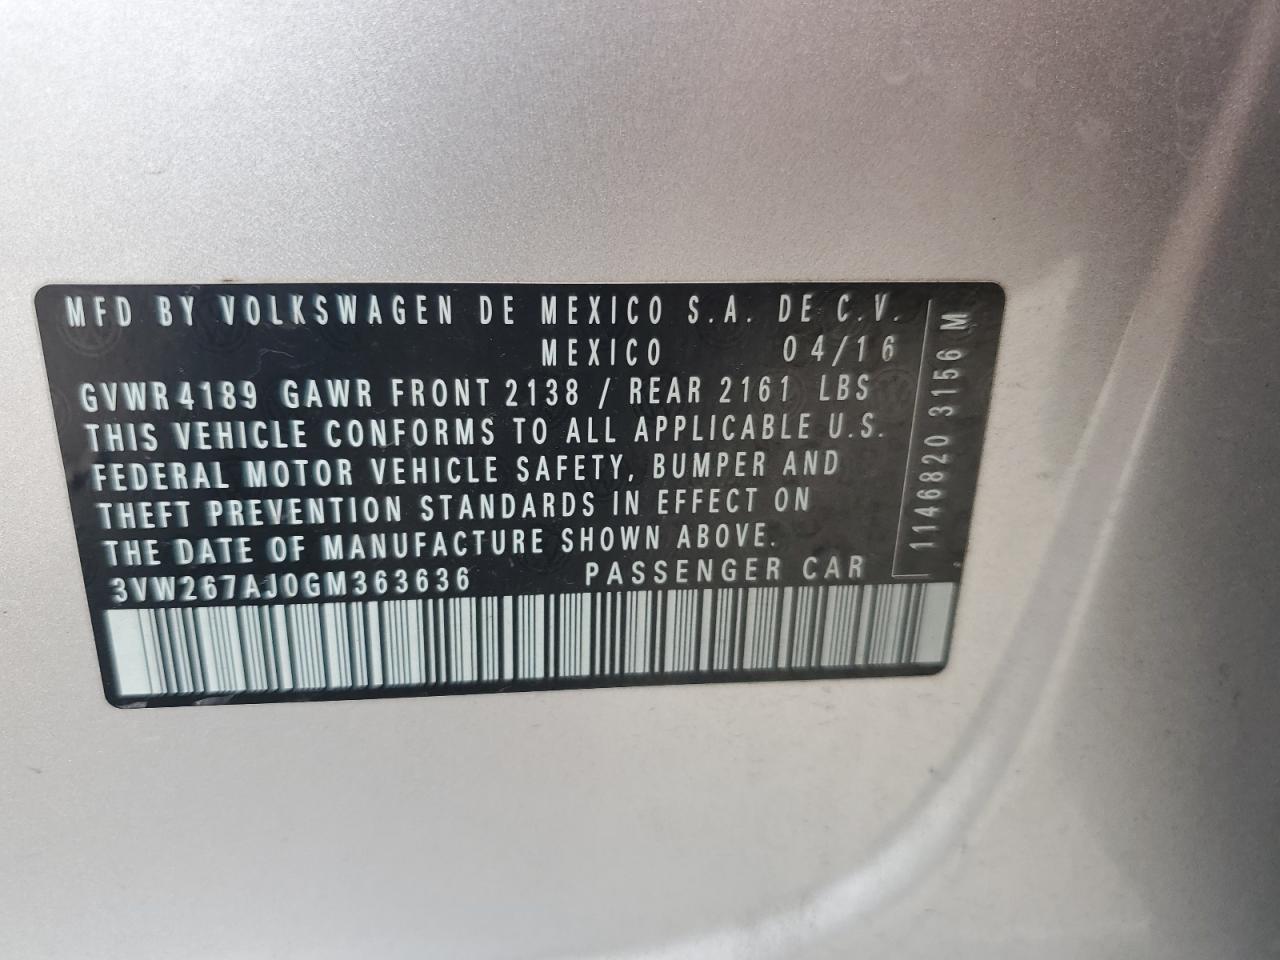 MFD BY VOLKSWAGEN DE MEXICO S.A. DE C.V.
MEXICO 04/16
GVWR 4189 GAWR FRONT 2138 / REAR 2161 LBS
THIS VEHICLE CONFORMS TO ALL APPLICABLE U.S.
FEDERAL MOTOR VEHICLE SAFETY, BUMPER AND
THEFT PREVENTION STANDARDS IN EFFECT ON
THE DATE OF MANUFACTURE SHOWN ABOVE.
3VW267AJ0GM363636 PASSENGER CAR
1146820 3156 M